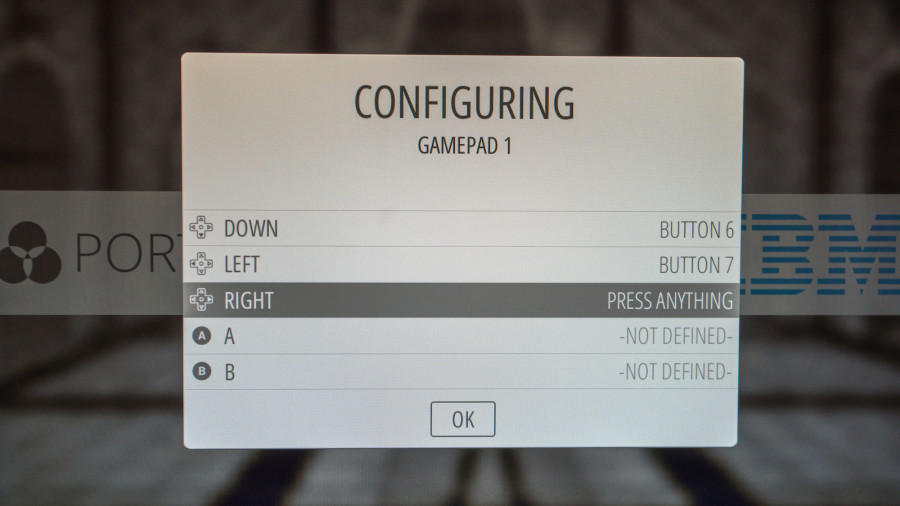 CONFIGURING
GAMEPAD 1
DOWN BUTTON 6
LEFT BUTTON 7
PORT
IBM
RIGHT PRESS ANYTHING
A A -NOT DEFINED-
B B -NOT DEFINED-
OK